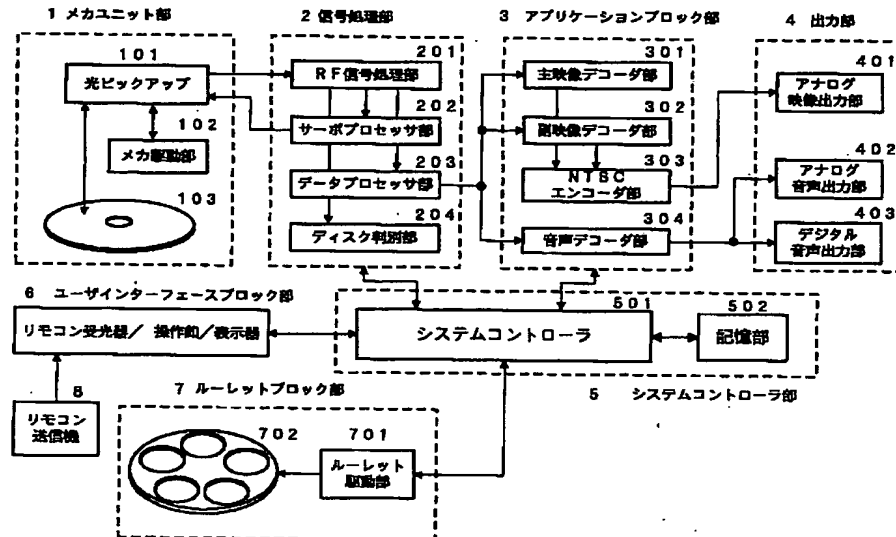 1 メカユニット部
2 信号処理部
3 アプリケーションブロック部
4 出力部
101
光ピックアップ
102
メカ駆動部
103
201
RF信号処理部
202
サーボプロセッサ部
203
データプロセッサ部
204
ディスク判別部
301
主映像デコーダ部
302
副映像デコーダ部
303
NTSC
エンコーダ部
304
音声デコーダ部
401
アナログ
映像出力部
402
アナログ
音声出力部
403
デジタル
音声出力部
6 ユーザインターフェースブロック部
リモコン受光器/操作部/表示器
501
システムコントローラ
502
記憶部
5 システムコントローラ部
8
リモコン
送信機
7 ルーレットブロック部
702
701
ルーレット
駆動部